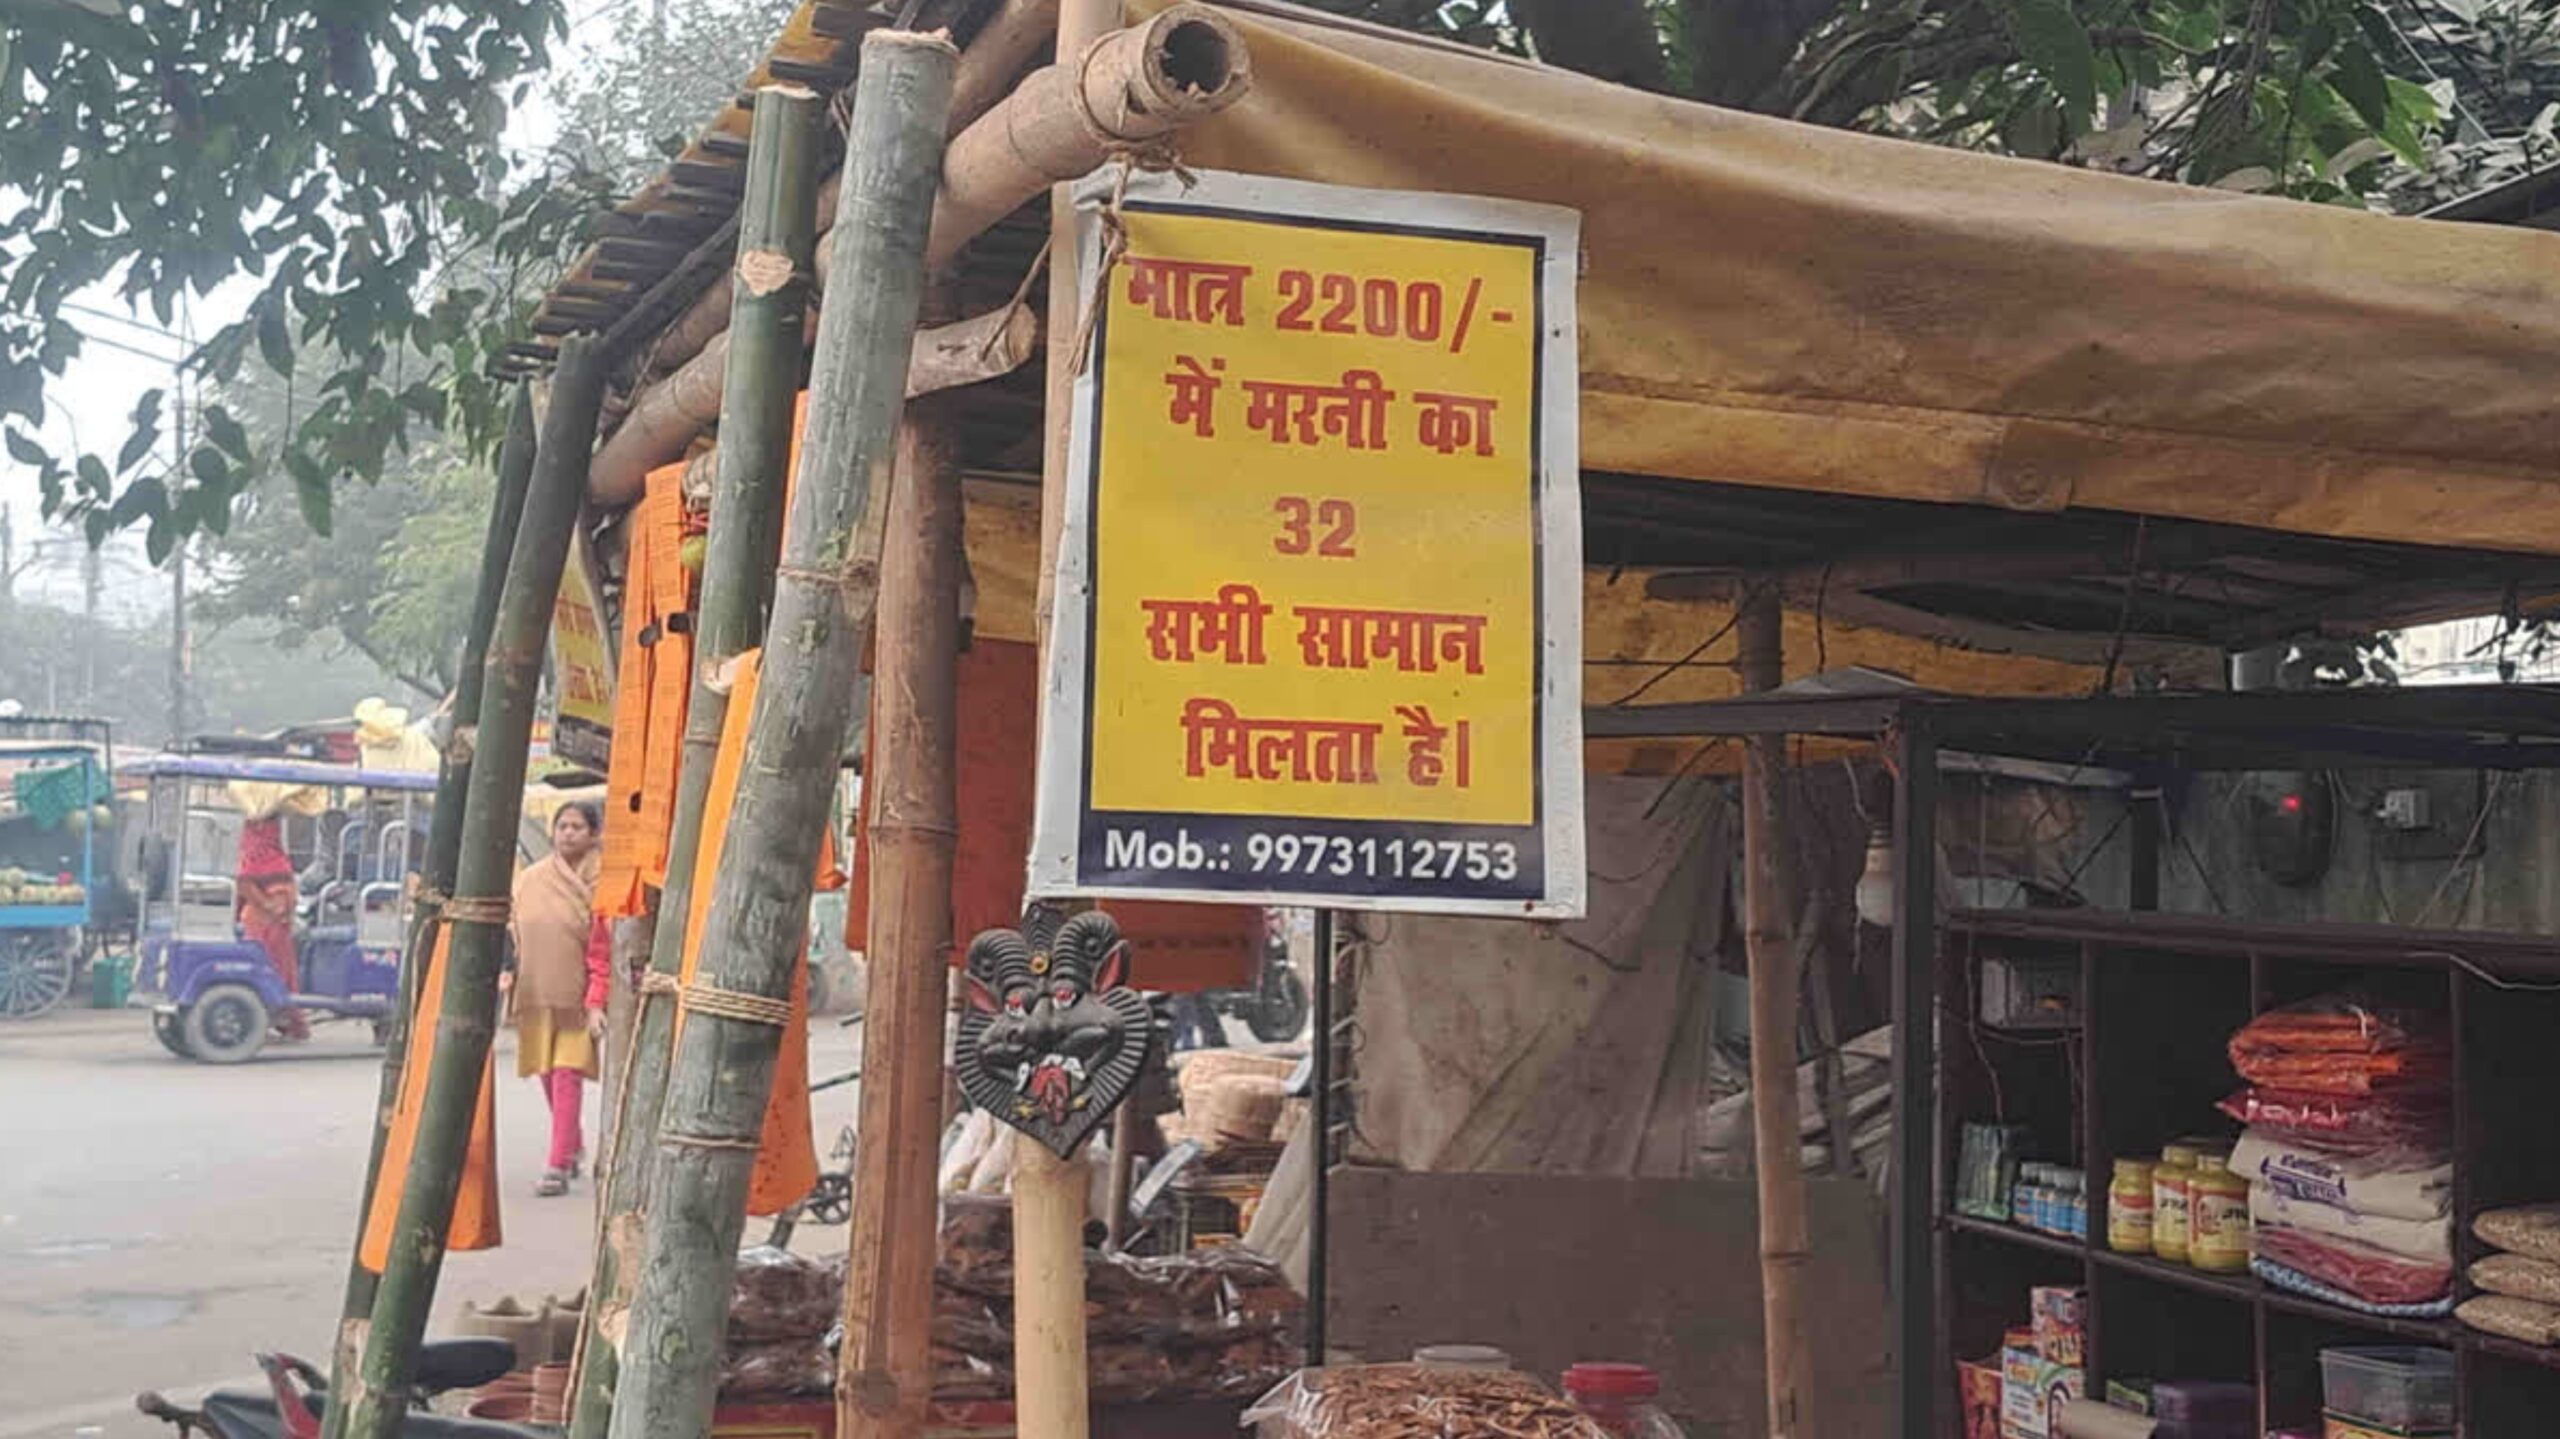 मात्र 2200/-
में मरनी का
32
सभी सामान
मिलता है।
Mob.: 9973112753